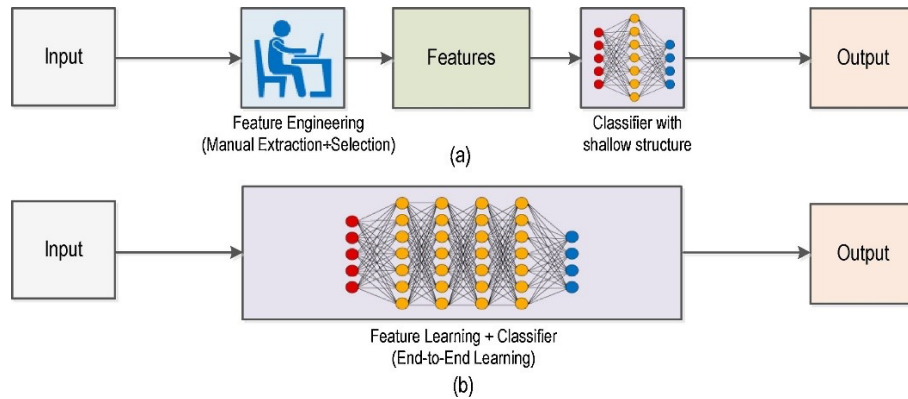 Input
Features
Output
Feature Engineering
(Manual Extraction+Selection)
Classifier with
shallow structure
(a)
Input
Output
Feature Learning + Classifier
(End-to-End Learning)
(b)